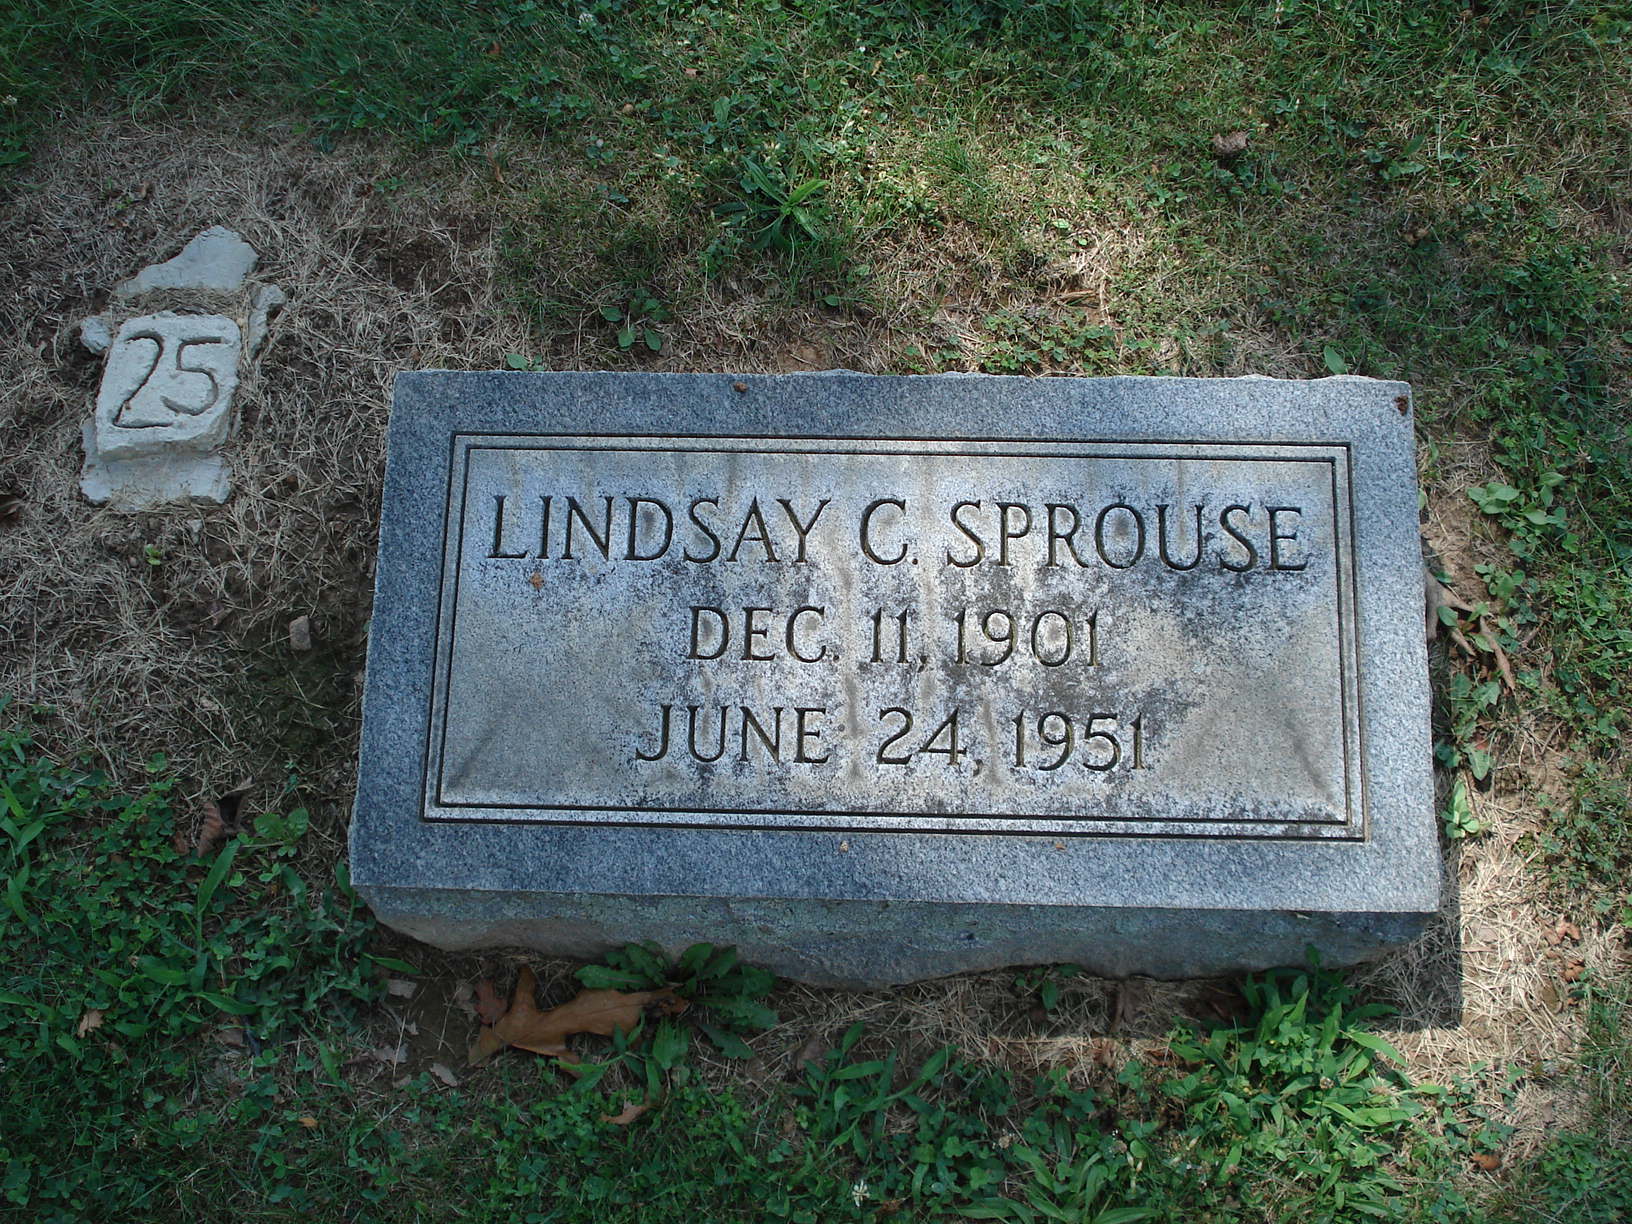 25
LINDSAY C. SPROUSE
DEC. 11, 1901
JUNE 24, 1951